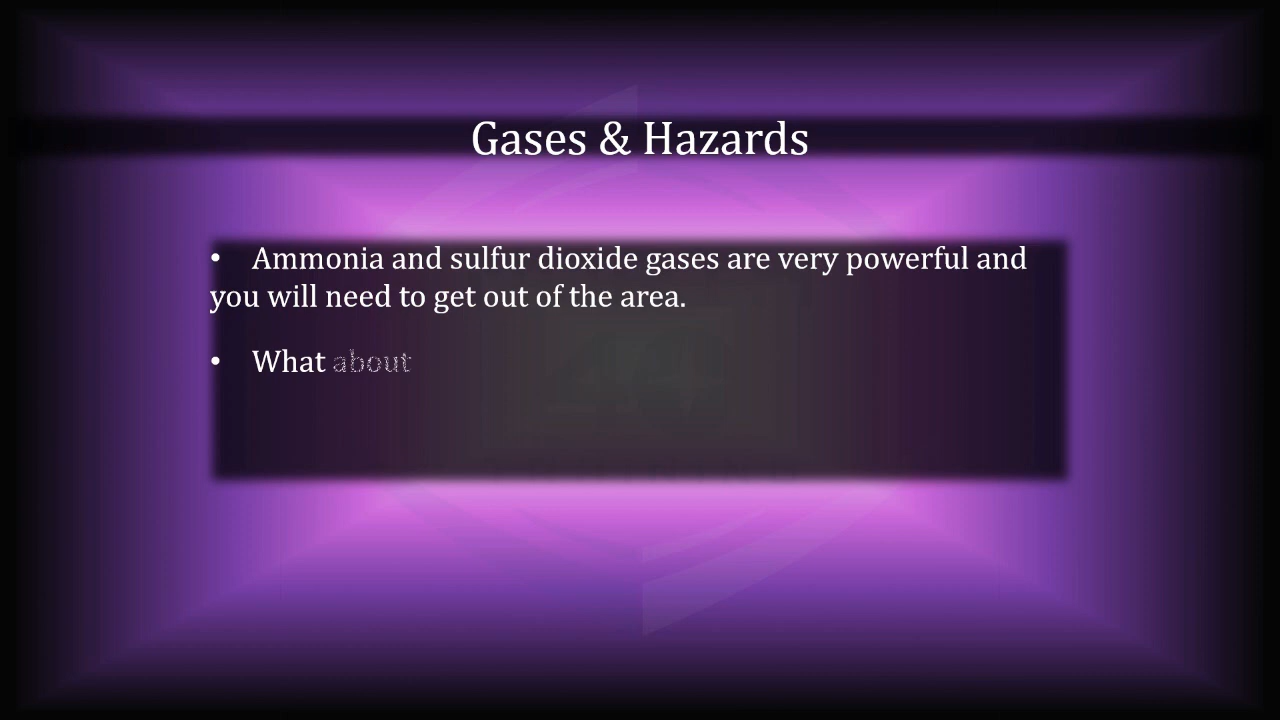 Gases & Hazards
• Ammonia and sulfur dioxide gases are very powerful and
you will need to get out of the area.
• What about